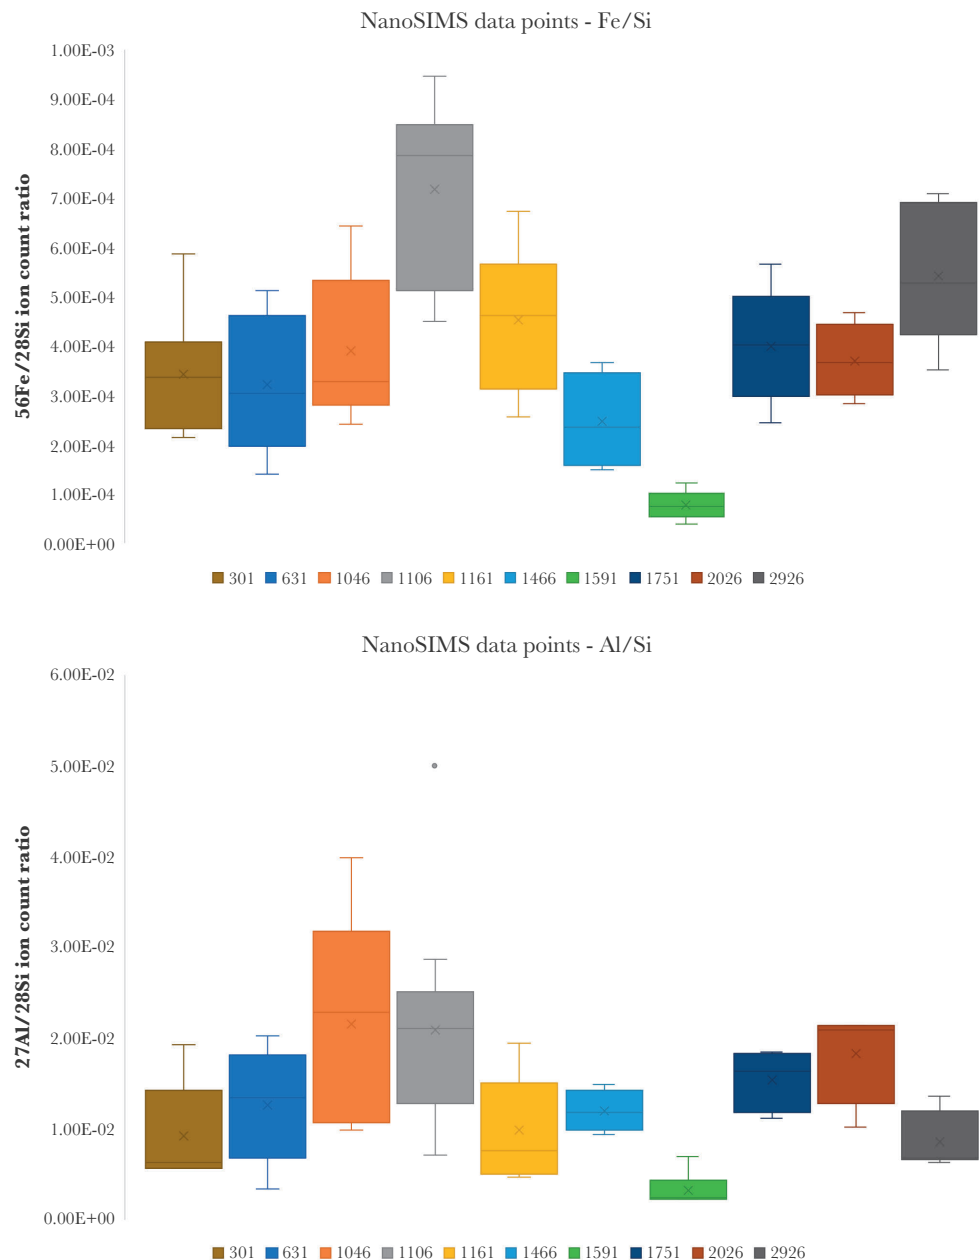 NanoSIMS data points - Fe/Si
1.00E-03
9.00E-04
8.00E-04
7.00E-04
6.00E-04
5.00E-04
4.00E-04
3.00E-04
2.00E-04
1.00E-04
0.00E+00
56Fe/28Si ion count ratio
301 631 1046 1106 1161 1466 1591 1751 2026 2926
NanoSIMS data points - Al/Si
6.00E-02
5.00E-02
4.00E-02
3.00E-02
2.00E-02
1.00E-02
0.00E+00
27Al/28Si ion count ratio
301 631 1046 1106 1161 1466 1591 1751 2026 2926